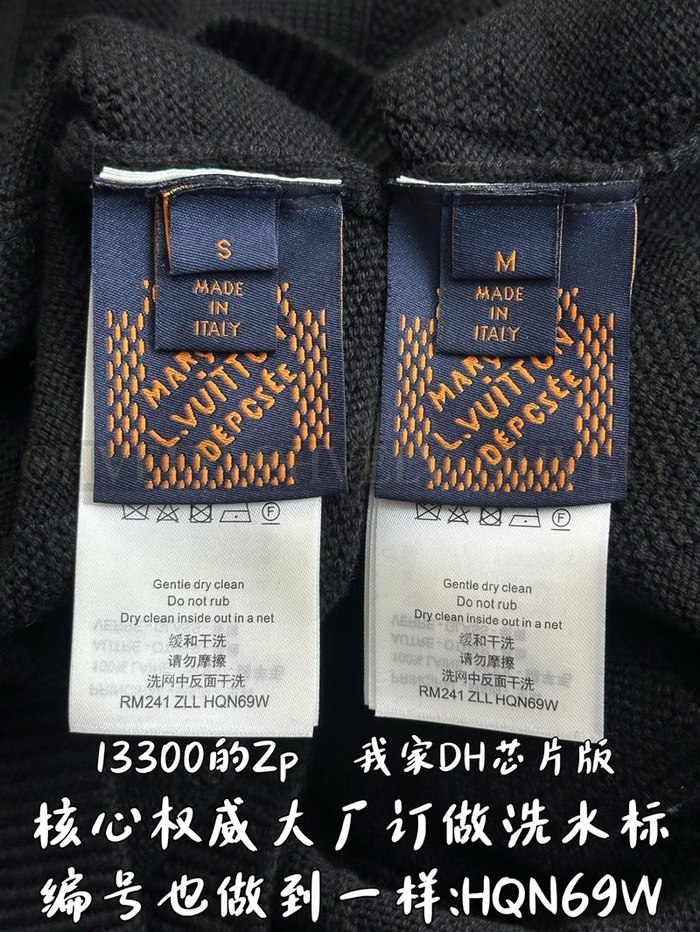 S
MADE
IN
ITALY
L.VUITTON
DEPOSÉE
Gentle dry clean
Do not rub
Dry clean inside out in a net
缓和干洗
请勿摩擦
洗网中反面干洗
RM241 ZLL HQN69W
M
MADE
IN
ITALY
L.VUITTON
DEPOSÉE
Gentle dry clean
Do not rub
Dry clean inside out in a net
缓和干洗
请勿摩擦
洗网中反面干洗
RM241 ZLL HQN69W
13300的Zp 我家DH芯片版
核心权威大厂订做洗水标
编号也做到一样:HQN69W